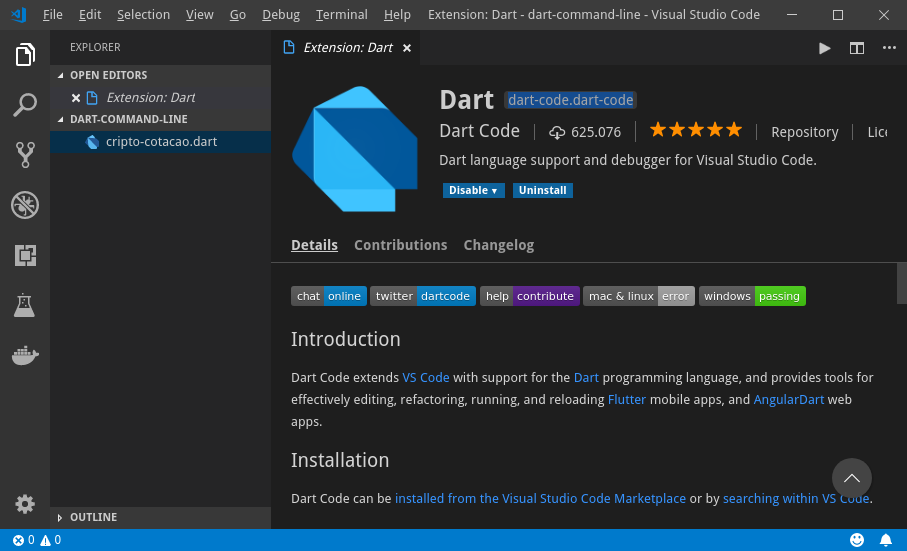 File Edit Selection View Go Debug Terminal Help Extension: Dart - dart-command-line - Visual Studio Code
EXPLORER
OPEN EDITORS
Extension: Dart
DART-COMMAND-LINE
cripto-cotacao.dart
OUTLINE
Extension: Dart
Dart dart-code.dart-code
Dart Code 625.076 Repository Lice
Dart language support and debugger for Visual Studio Code.
Disable Uninstall
Details Contributions Changelog
chat online twitter dartcode help contribute mac & linux error windows passing
Introduction
Dart Code extends VS Code with support for the Dart programming language, and provides tools for
effectively editing, refactoring, running, and reloading Flutter mobile apps, and AngularDart web
apps.
Installation
Dart Code can be installed from the Visual Studio Code Marketplace or by searching within VS Code.
0 0